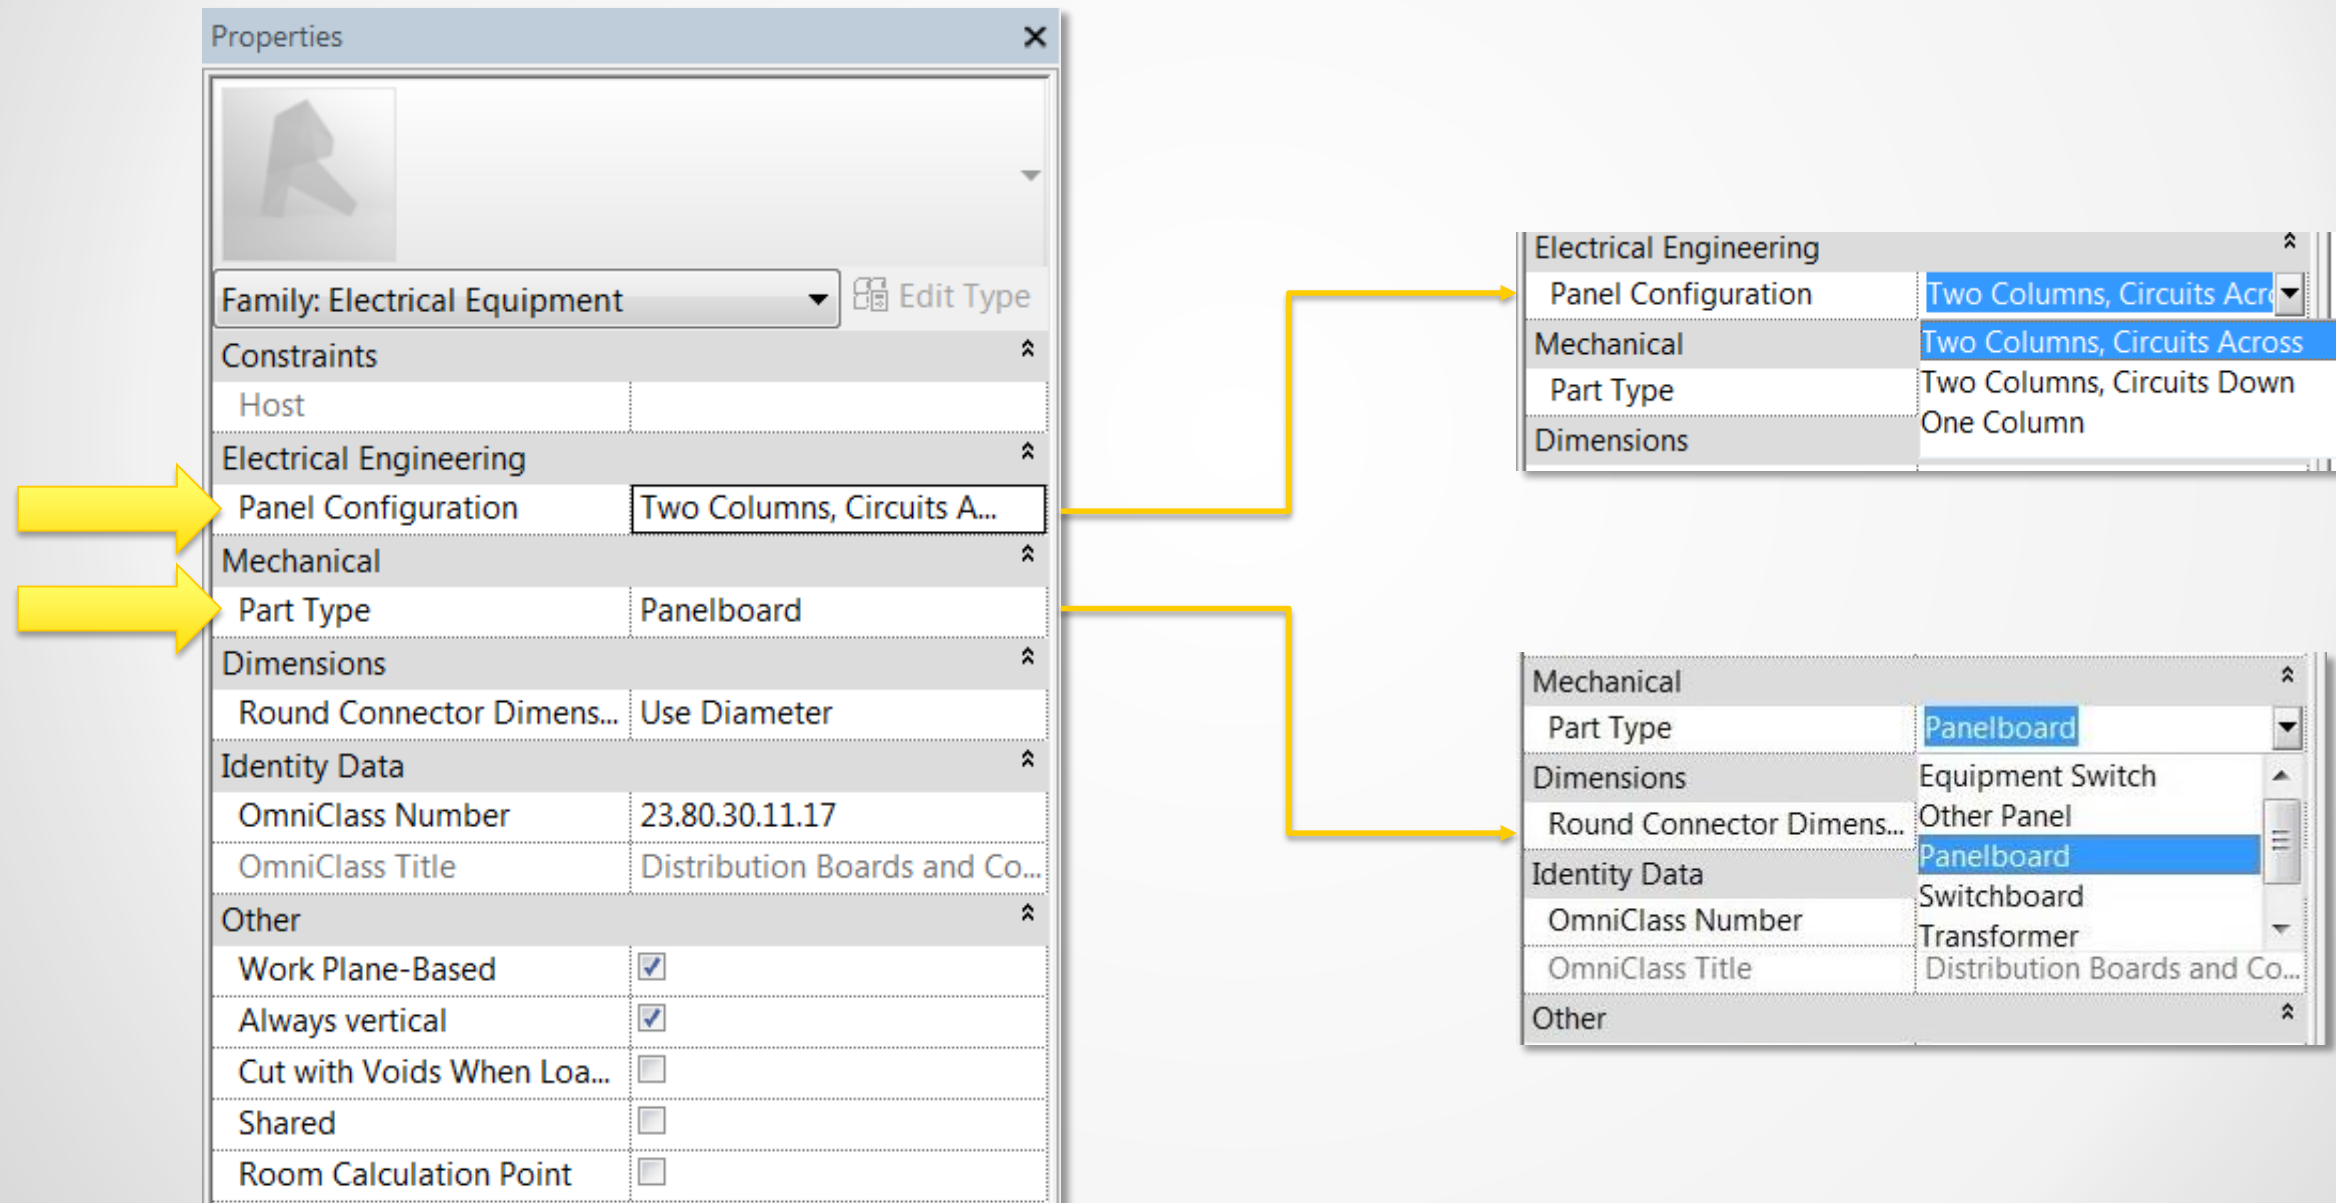 Properties
Family: Electrical Equipment
Edit Type
Constraints
Host
Electrical Engineering
Panel Configuration Two Columns, Circuits A...
Mechanical
Part Type Panelboard
Dimensions
Round Connector Dimens... Use Diameter
Identity Data
OmniClass Number 23.80.30.11.17
OmniClass Title Distribution Boards and Co...
Other
Work Plane-Based
Always vertical
Cut with Voids When Loa...
Shared
Room Calculation Point
Electrical Engineering
Panel Configuration Two Columns, Circuits Acr
Mechanical Two Columns, Circuits Across
Two Columns, Circuits Down
Part Type
One Column
Dimensions
Mechanical
Part Type Panelboard
Dimensions Equipment Switch
Round Connector Dimens... Other Panel
Panelboard
Identity Data
Switchboard
OmniClass Number
Transformer
OmniClass Title Distribution Boards and Co...
Other